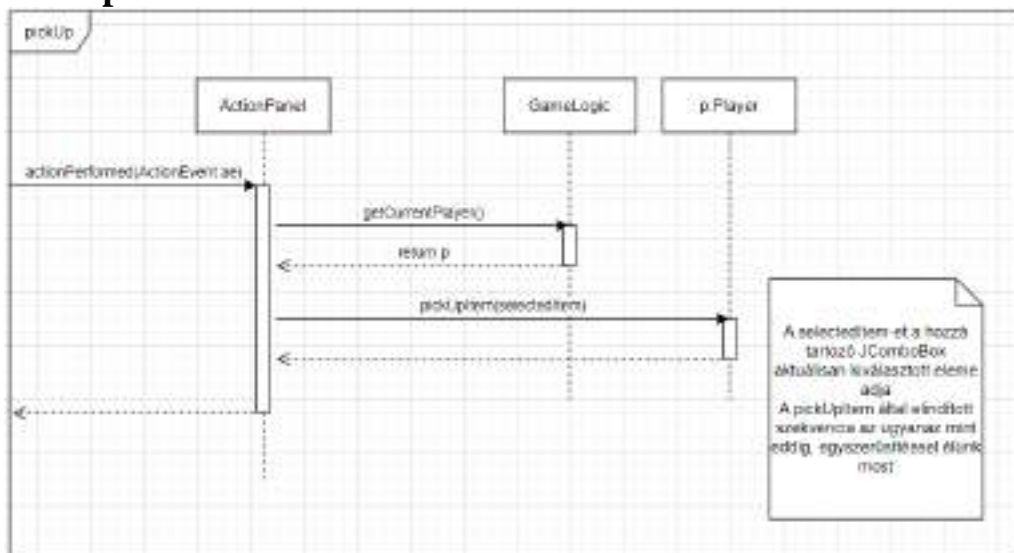 pickUp
ActionPanel
GameLogic
p:Player
actionPerformed(ActionEvent ae)
getCurrentPlayer()
return p
pickUpItem(selectedItem)
A selectedItem-et a hozzá
tartozó JComboBox
aktuálisan kiválasztott eleme
adja
A pickUpItem által elindított
szekvencia az ugyanaz mint
eddig, egyszerűsítéssel élünk
most